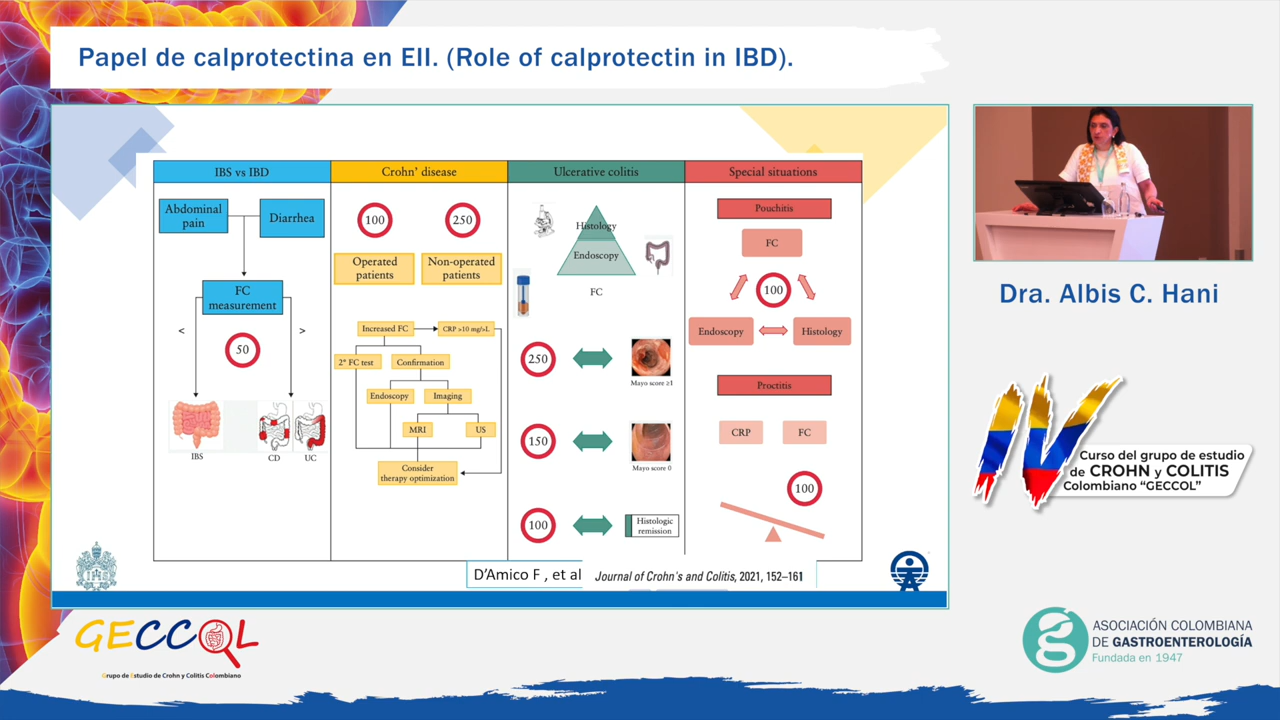 Papel de calprotectina en EII. (Role of calprotectin in IBD).
IBS vs IBD
Abdominal
pain
Diarrhea
FC
measurement
<
>
50
IBS
CD
UC
Crohn' disease
100
250
Operated
patients
Non-operated
patients
Increased FC
CRP >10 mg/>L
2° FC test
Confirmation
Endoscopy
Imaging
MRI
US
Consider
therapy optimization
Ulcerative colitis
Histology
Endoscopy
FC
250
Mayo score ≥1
150
Mayo score 0
100
Histologic
remission
Special situations
Pouchitis
FC
100
Endoscopy
Histology
Proctitis
CRP
FC
100
D'Amico F , et al
Journal of Crohn's and Colitis, 2021, 152–161
IHS
Dra. Albis C. Hani
IV
Curso del grupo de estudio
de CROHN y COLITIS
Colombiano “GECCOL”
GECCOL
Grupo de Estudio de Crohn y Colitis Colombiano
ASOCIACIÓN COLOMBIANA
DE GASTROENTEROLOGÍA
Fundada en 1947